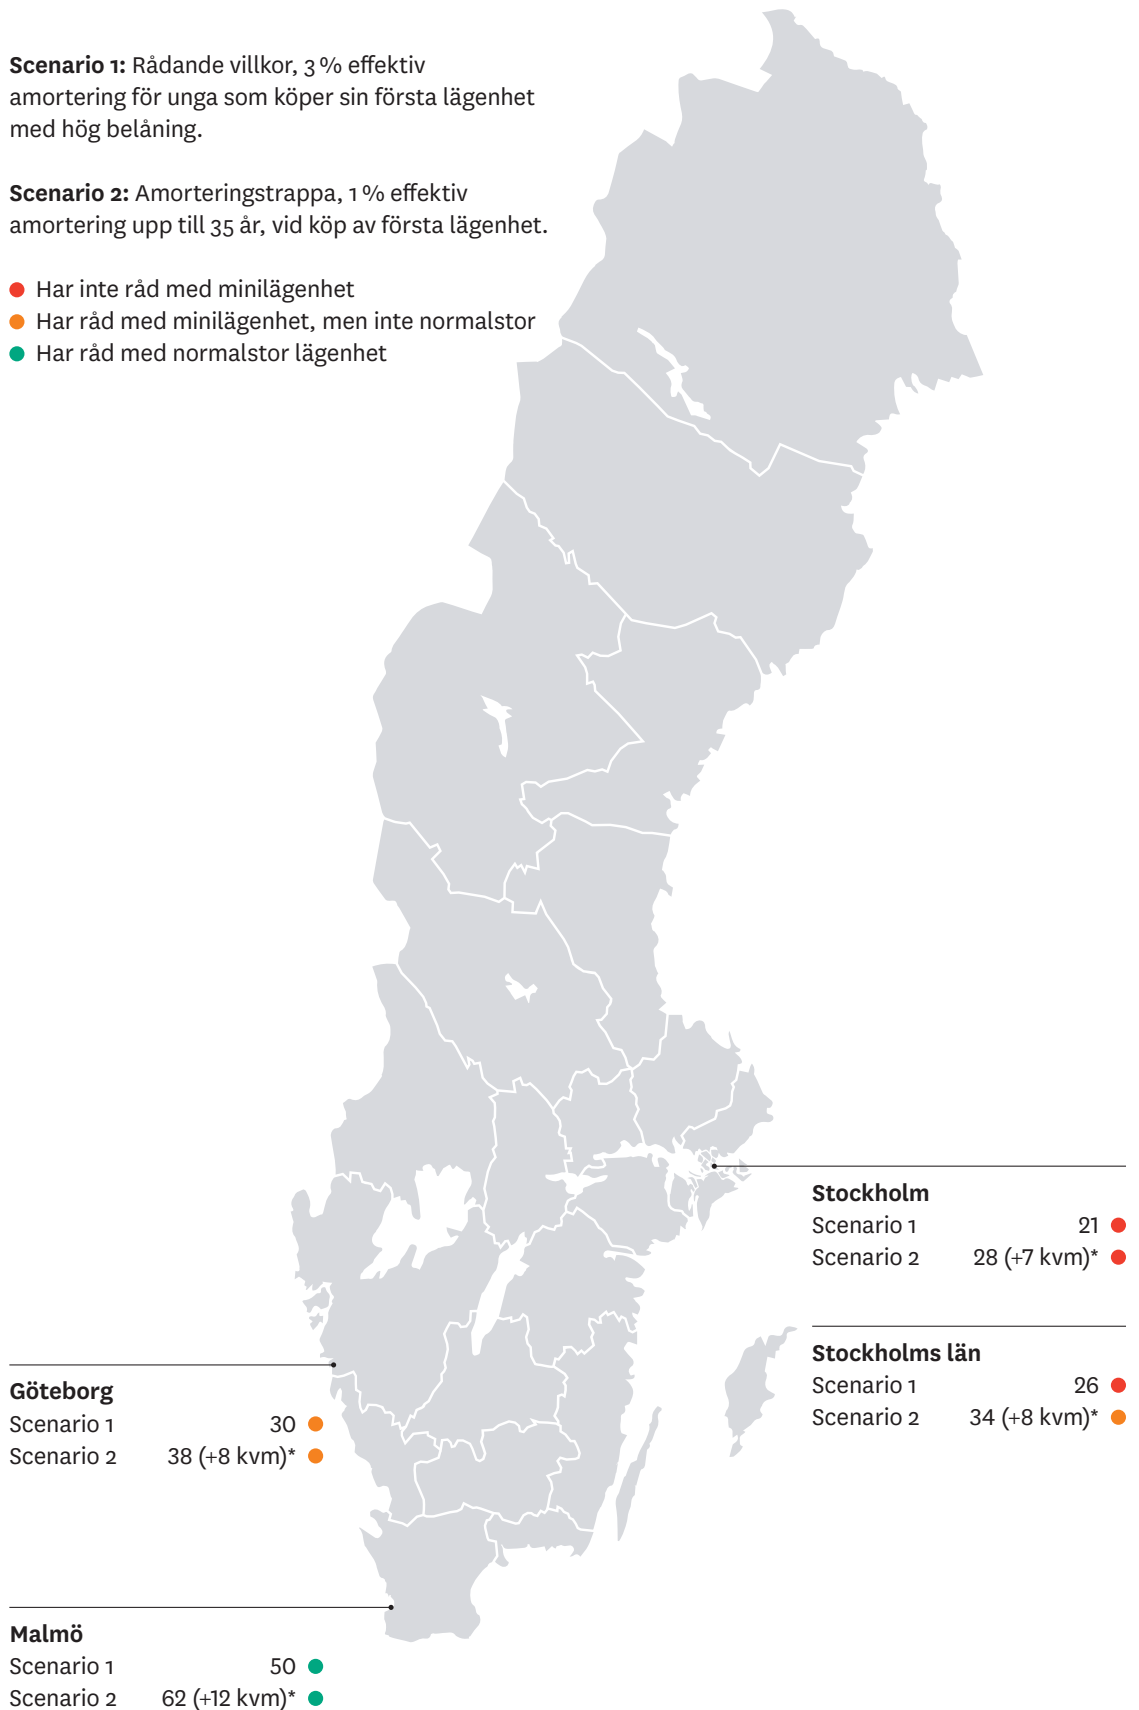 Scenario 1: Rådande villkor, 3 % effektiv
amortering för unga som köper sin första lägenhet
med hög belåning.
Scenario 2: Amorteringstrappa, 1 % effektiv
amortering upp till 35 år, vid köp av första lägenhet.
Har inte råd med minilägenhet
Har råd med minilägenhet, men inte normalstor
Har råd med normalstor lägenhet
Stockholm
Scenario 1 21
Scenario 2 28 (+7 kvm)*
Stockholms län
Scenario 1 26
Scenario 2 34 (+8 kvm)*
Göteborg
Scenario 1 30
Scenario 2 38 (+8 kvm)*
Malmö
Scenario 1 50
Scenario 2 62 (+12 kvm)*